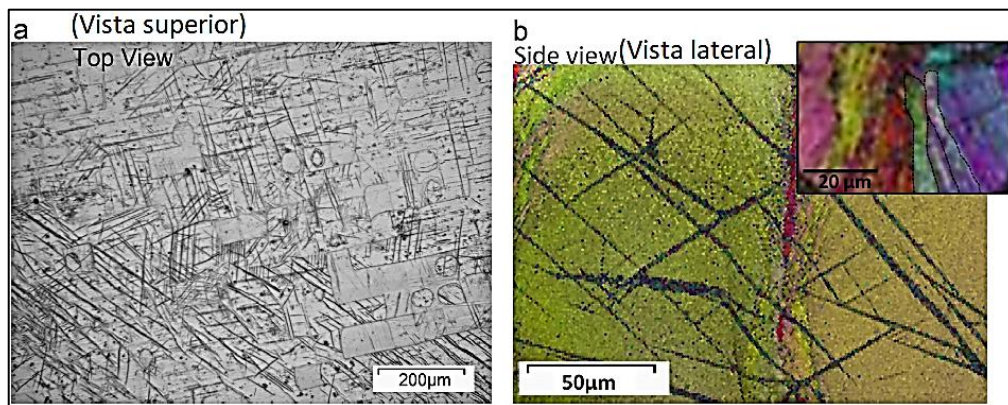 a (Vista superior)
Top View
200µm
b
Side view (Vista lateral)
20 µm
50µm